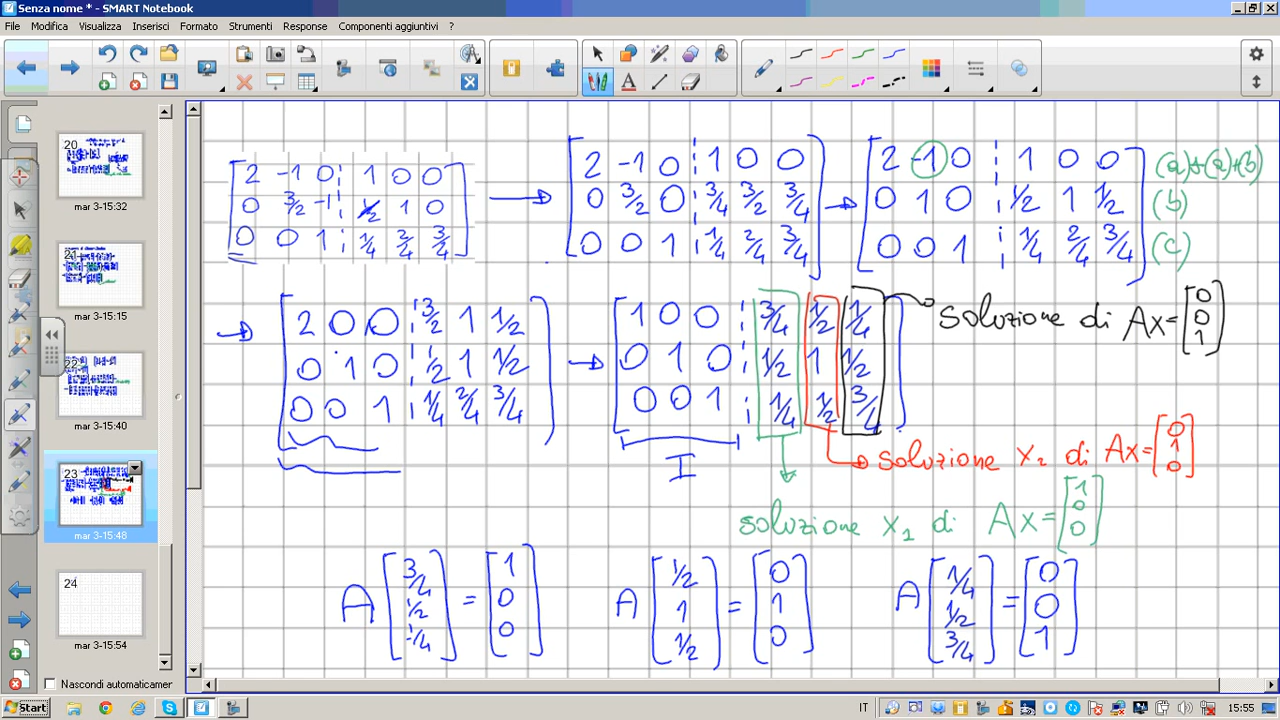 Senza nome * - SMART Notebook
File Modifica Visualizza Inserisci Formato Strumenti Response Componenti aggiuntivi ?
20
mar 3-15:32
21
mar 3-15:15
22
mar 3-15:40
23
mar 3-15:48
24
mar 3-15:54
Nascondi automaticamer
2 -1 0 1 0 0
0 3/2 -1 1/2 1 0
0 0 1 1/4 2/4 3/4
2 -1 0 1 0 0
0 3/2 0 3/4 3/2 3/4
0 0 1 1/4 2/4 3/4
2 -1 0 1 0 0 (a)+(a)+(b)
0 1 0 1/2 1 1/2 (b)
0 0 1 1/4 2/4 3/4 (c)
2 0 0 3/2 1 1/2
0 1 0 1/2 1 1/2
0 0 1 1/4 2/4 3/4
1 0 0 3/4 1/2 1/4
0 1 0 1/2 1 1/2
0 0 1 1/4 1/2 3/4
I
soluzione di Ax=[0 0 1]
soluzione x2 di Ax=[0 1 0]
soluzione x1 di Ax=[1 0 0]
A[3/4 1/2 1/4] = [1 0 0]
A[1/2 1 1/2] = [0 1 0]
A[1/4 1/2 3/4] = [0 0 1]
Start
IT
15:55